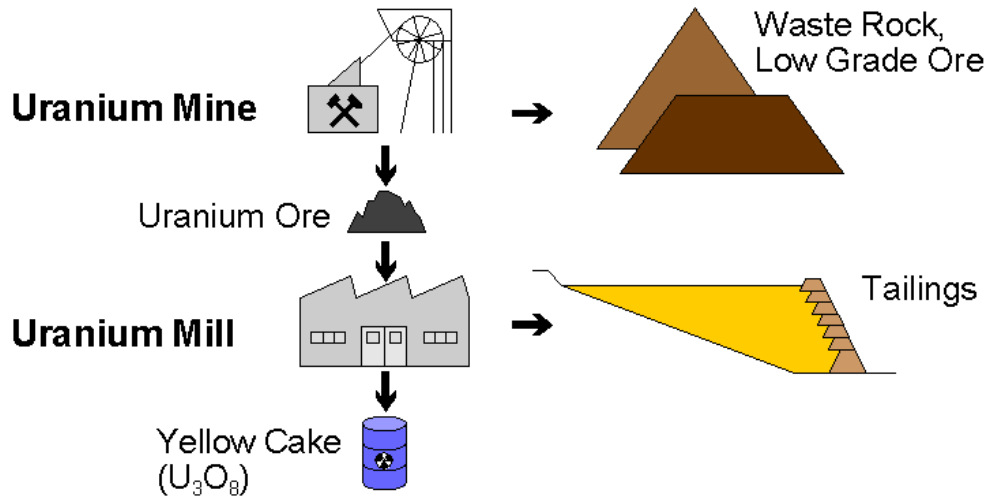 Waste Rock,
Low Grade Ore
Uranium Mine
Uranium Ore
Tailings
Uranium Mill
Yellow Cake
(U₃O₈)